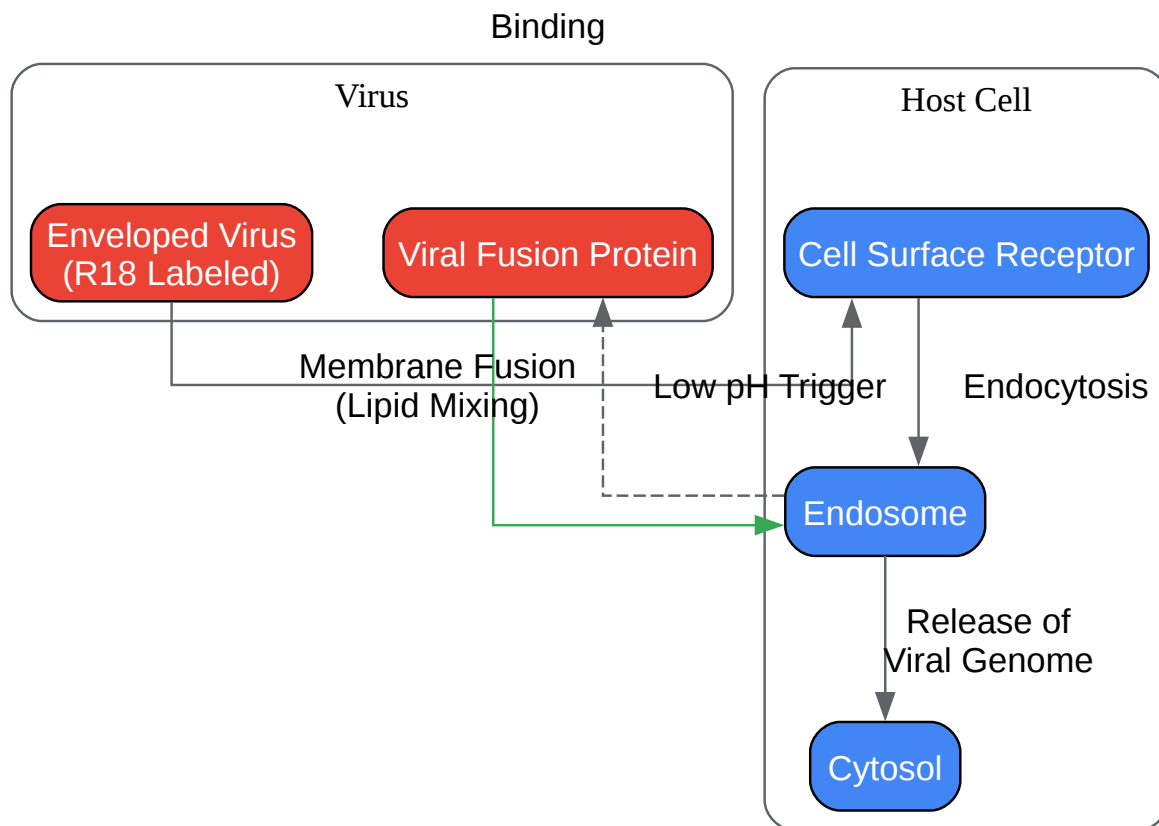 Binding
Virus
Host Cell
Enveloped Virus
(R18 Labeled)
Viral Fusion Protein
Cell Surface Receptor
Membrane Fusion
(Lipid Mixing)
Low pH Trigger
Endocytosis
Endosome
Release of
Viral Genome
Cytosol